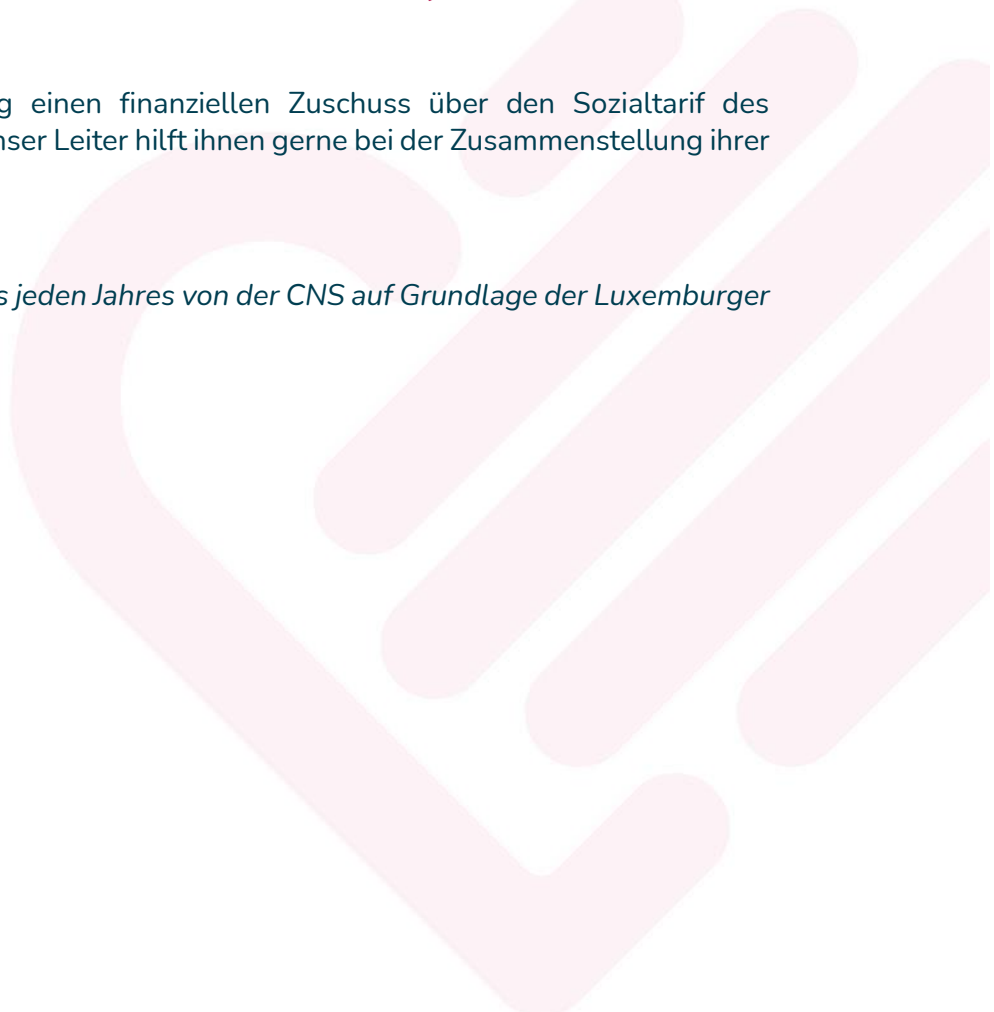 einen finanziellen Zuschuss über den Sozialtarif des
Leiter hilft ihnen gerne bei der Zusammenstellung ihrer
jeden Jahres von der CNS auf Grundlage der Luxemburger